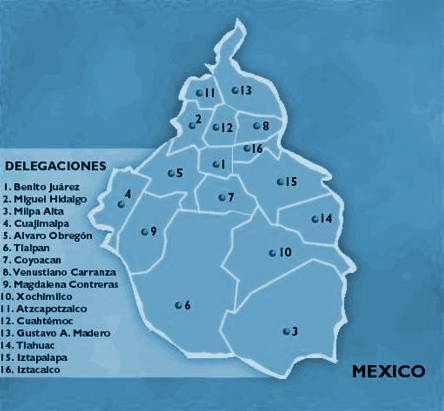 11
13
2
12
8
16
DELEGACIONES
1
1. Benito Juárez
5
15
2. Miguel Hidalgo
4
7
3. Milpa Alta
14
4. Cuajimalpa
9
5. Alvaro Obregón
10
6. Tlalpan
7. Coyoacan
8. Venustiano Carranza
9. Magdalena Contreras
10. Xochimilco
6
11. Atzcapotzalco
12. Cuahtémoc
3
13. Gustavo A. Madero
14. Tlahuac
15. Iztapalapa
16. Iztacalco
MEXICO